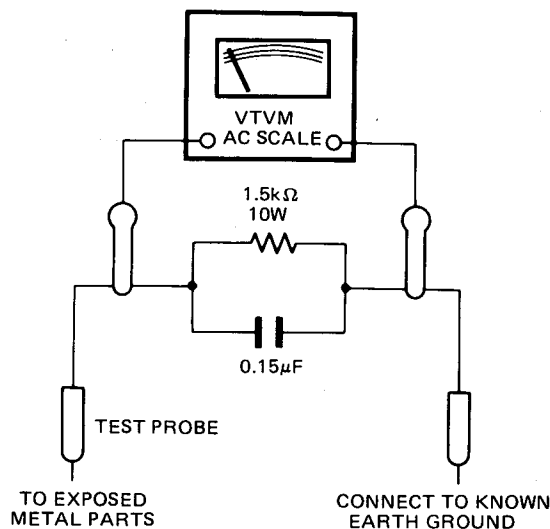 VTVM
AC SCALE
1.5kΩ
10W
0.15μF
TEST PROBE
TO EXPOSED
METAL PARTS
CONNECT TO KNOWN
EARTH GROUND